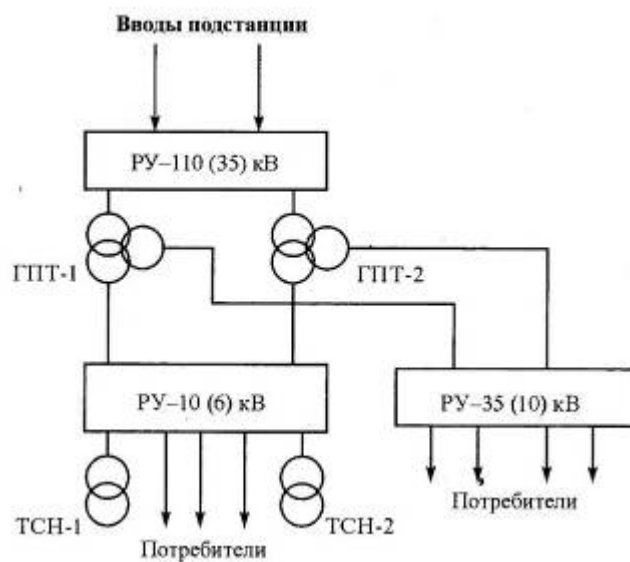 Вводы подстанции
РУ–110 (35) кВ
ГПТ-1
ГПТ-2
РУ–10 (6) кВ
РУ–35 (10) кВ
ТСН-1
ТСН-2
Потребители
Потребители